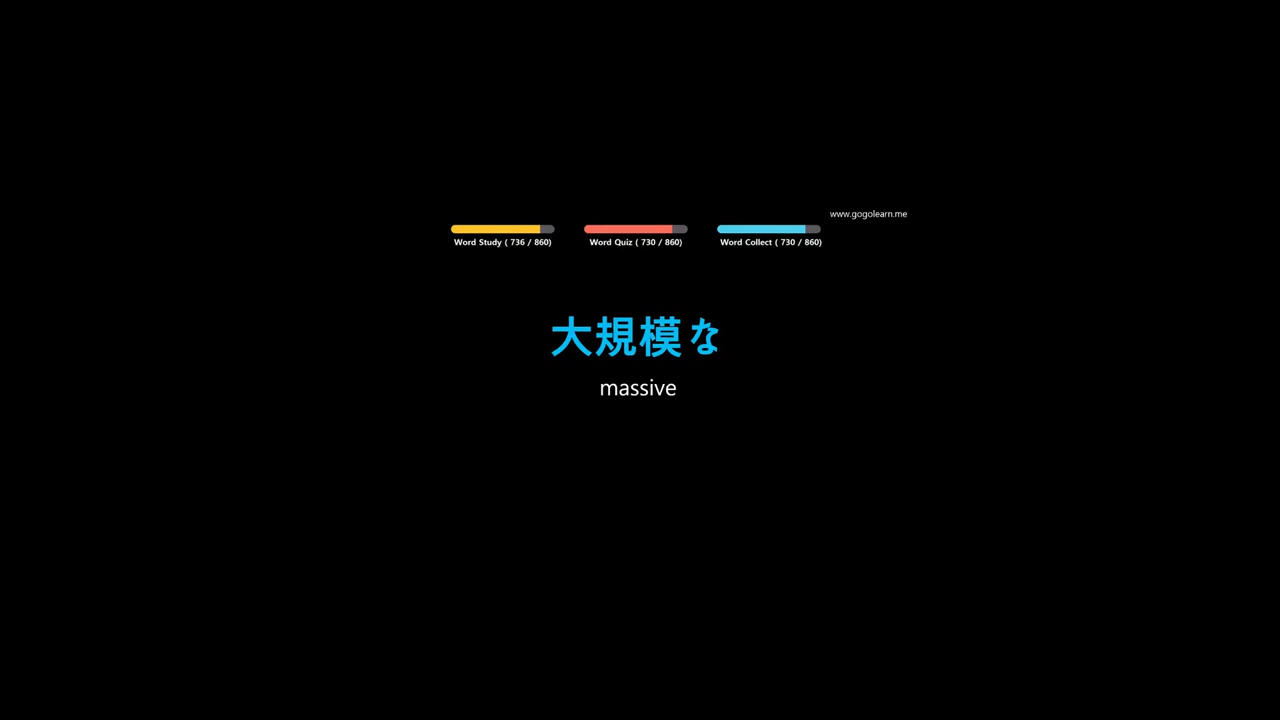 www.gogolearn.me
Word Study ( 736 / 860)
Word Quiz ( 730 / 860)
Word Collect ( 730 / 860)
大規模な
massive